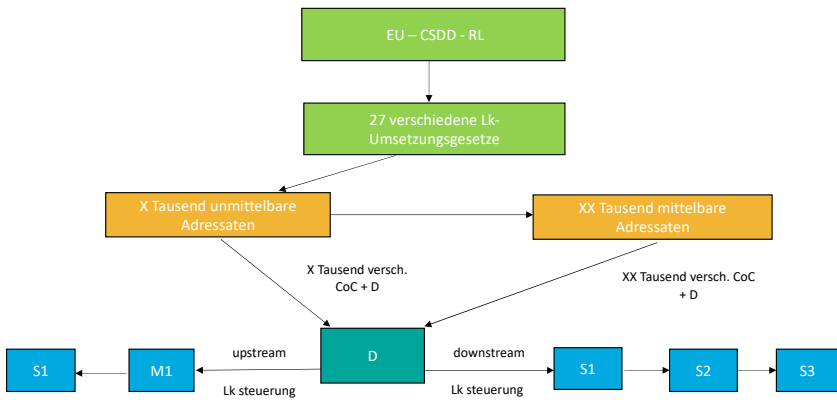 EU – CSDD - RL
27 verschiedene Lk-
Umsetzungsgesetze
X Tausend unmittelbare
Adressaten
XX Tausend mittelbare
Adressaten
X Tausend versch.
CoC + D
XX Tausend versch. CoC
+ D
S1
M1
upstream
Lk steuerung
D
downstream
Lk steuerung
S1
S2
S3